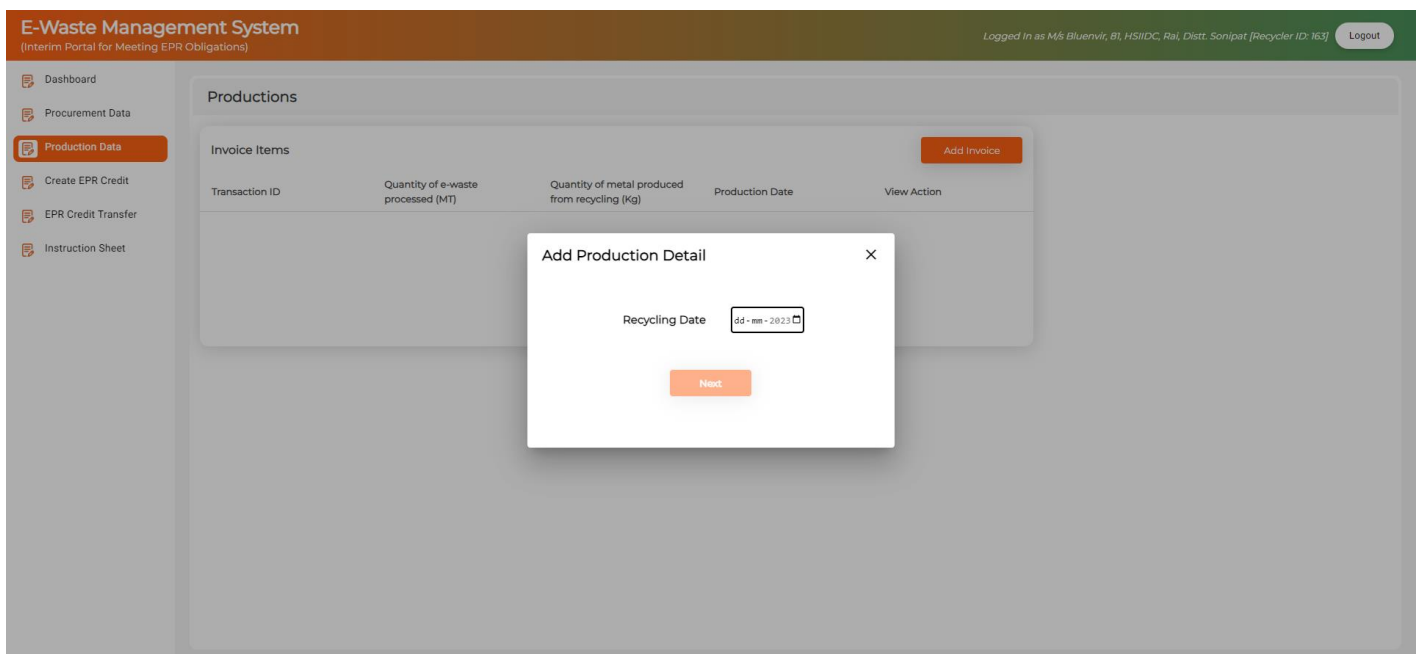 E-Waste Management System
(Interim Portal for Meeting EPR Obligations)
Logged In as M/s Bluenvir, 81, HSIIDC, Rai, Distt. Sonipat [Recycler ID: 163]
Logout
Dashboard
Procurement Data
Production Data
Create EPR Credit
EPR Credit Transfer
Instruction Sheet
Productions
Invoice Items
Add Invoice
Transaction ID
Quantity of e-waste
processed (MT)
Quantity of metal produced
from recycling (Kg)
Production Date
View Action
Add Production Detail
Recycling Date
dd-mm-2023
Next